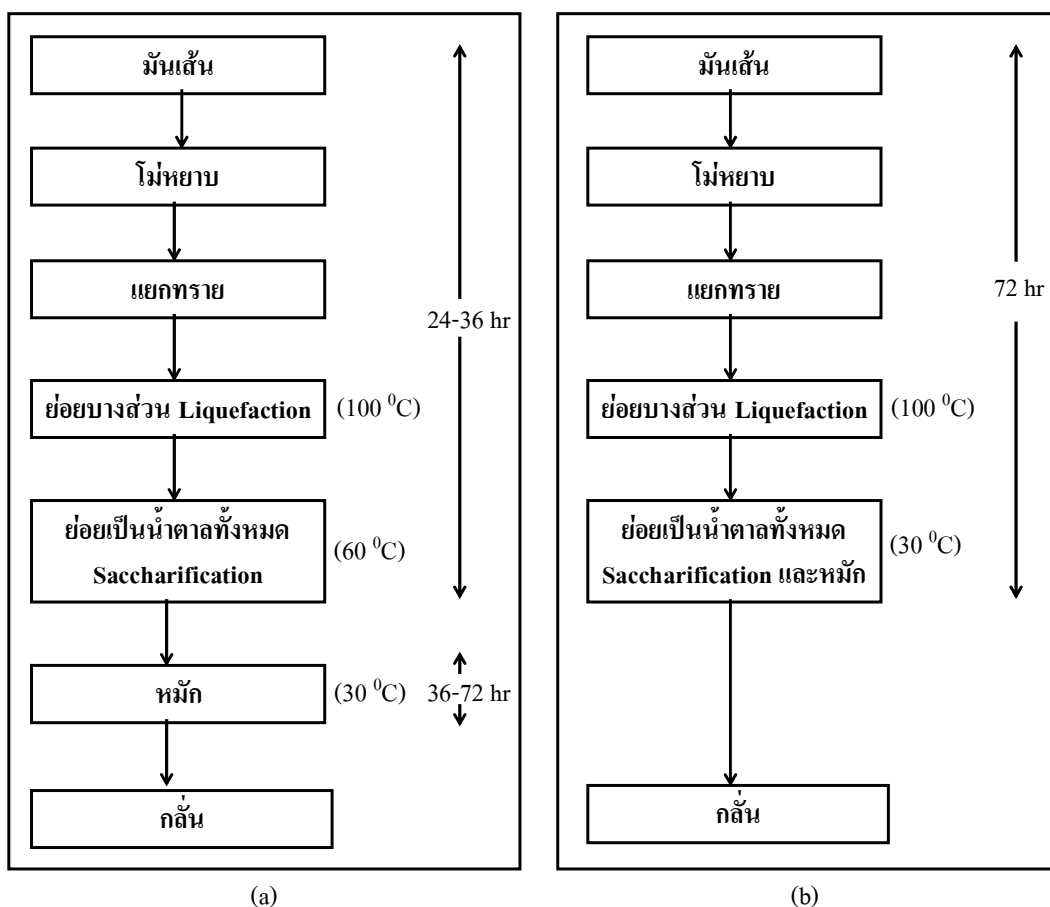 มันเส้น
โม่หยาบ
แยกทราย
24-36 hr
ย่อยบางส่วน Liquefaction
(100 ⁰C)
ย่อยเป็นน้ำตาลทั้งหมด
Saccharification
(60 ⁰C)
หมัก
(30 ⁰C)
36-72 hr
กลั่น
(a)
มันเส้น
โม่หยาบ
แยกทราย
72 hr
ย่อยบางส่วน Liquefaction
(100 ⁰C)
ย่อยเป็นน้ำตาลทั้งหมด
Saccharification และหมัก
(30 ⁰C)
กลั่น
(b)